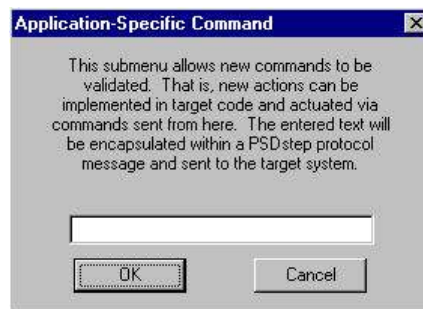 Application-Specific Command
This submenu allows new commands to be
validated. That is, new actions can be
implemented in target code and actuated via
commands sent from here. The entered text will
be encapsulated within a PSDstep protocol
message and sent to the target system.
OK
Cancel